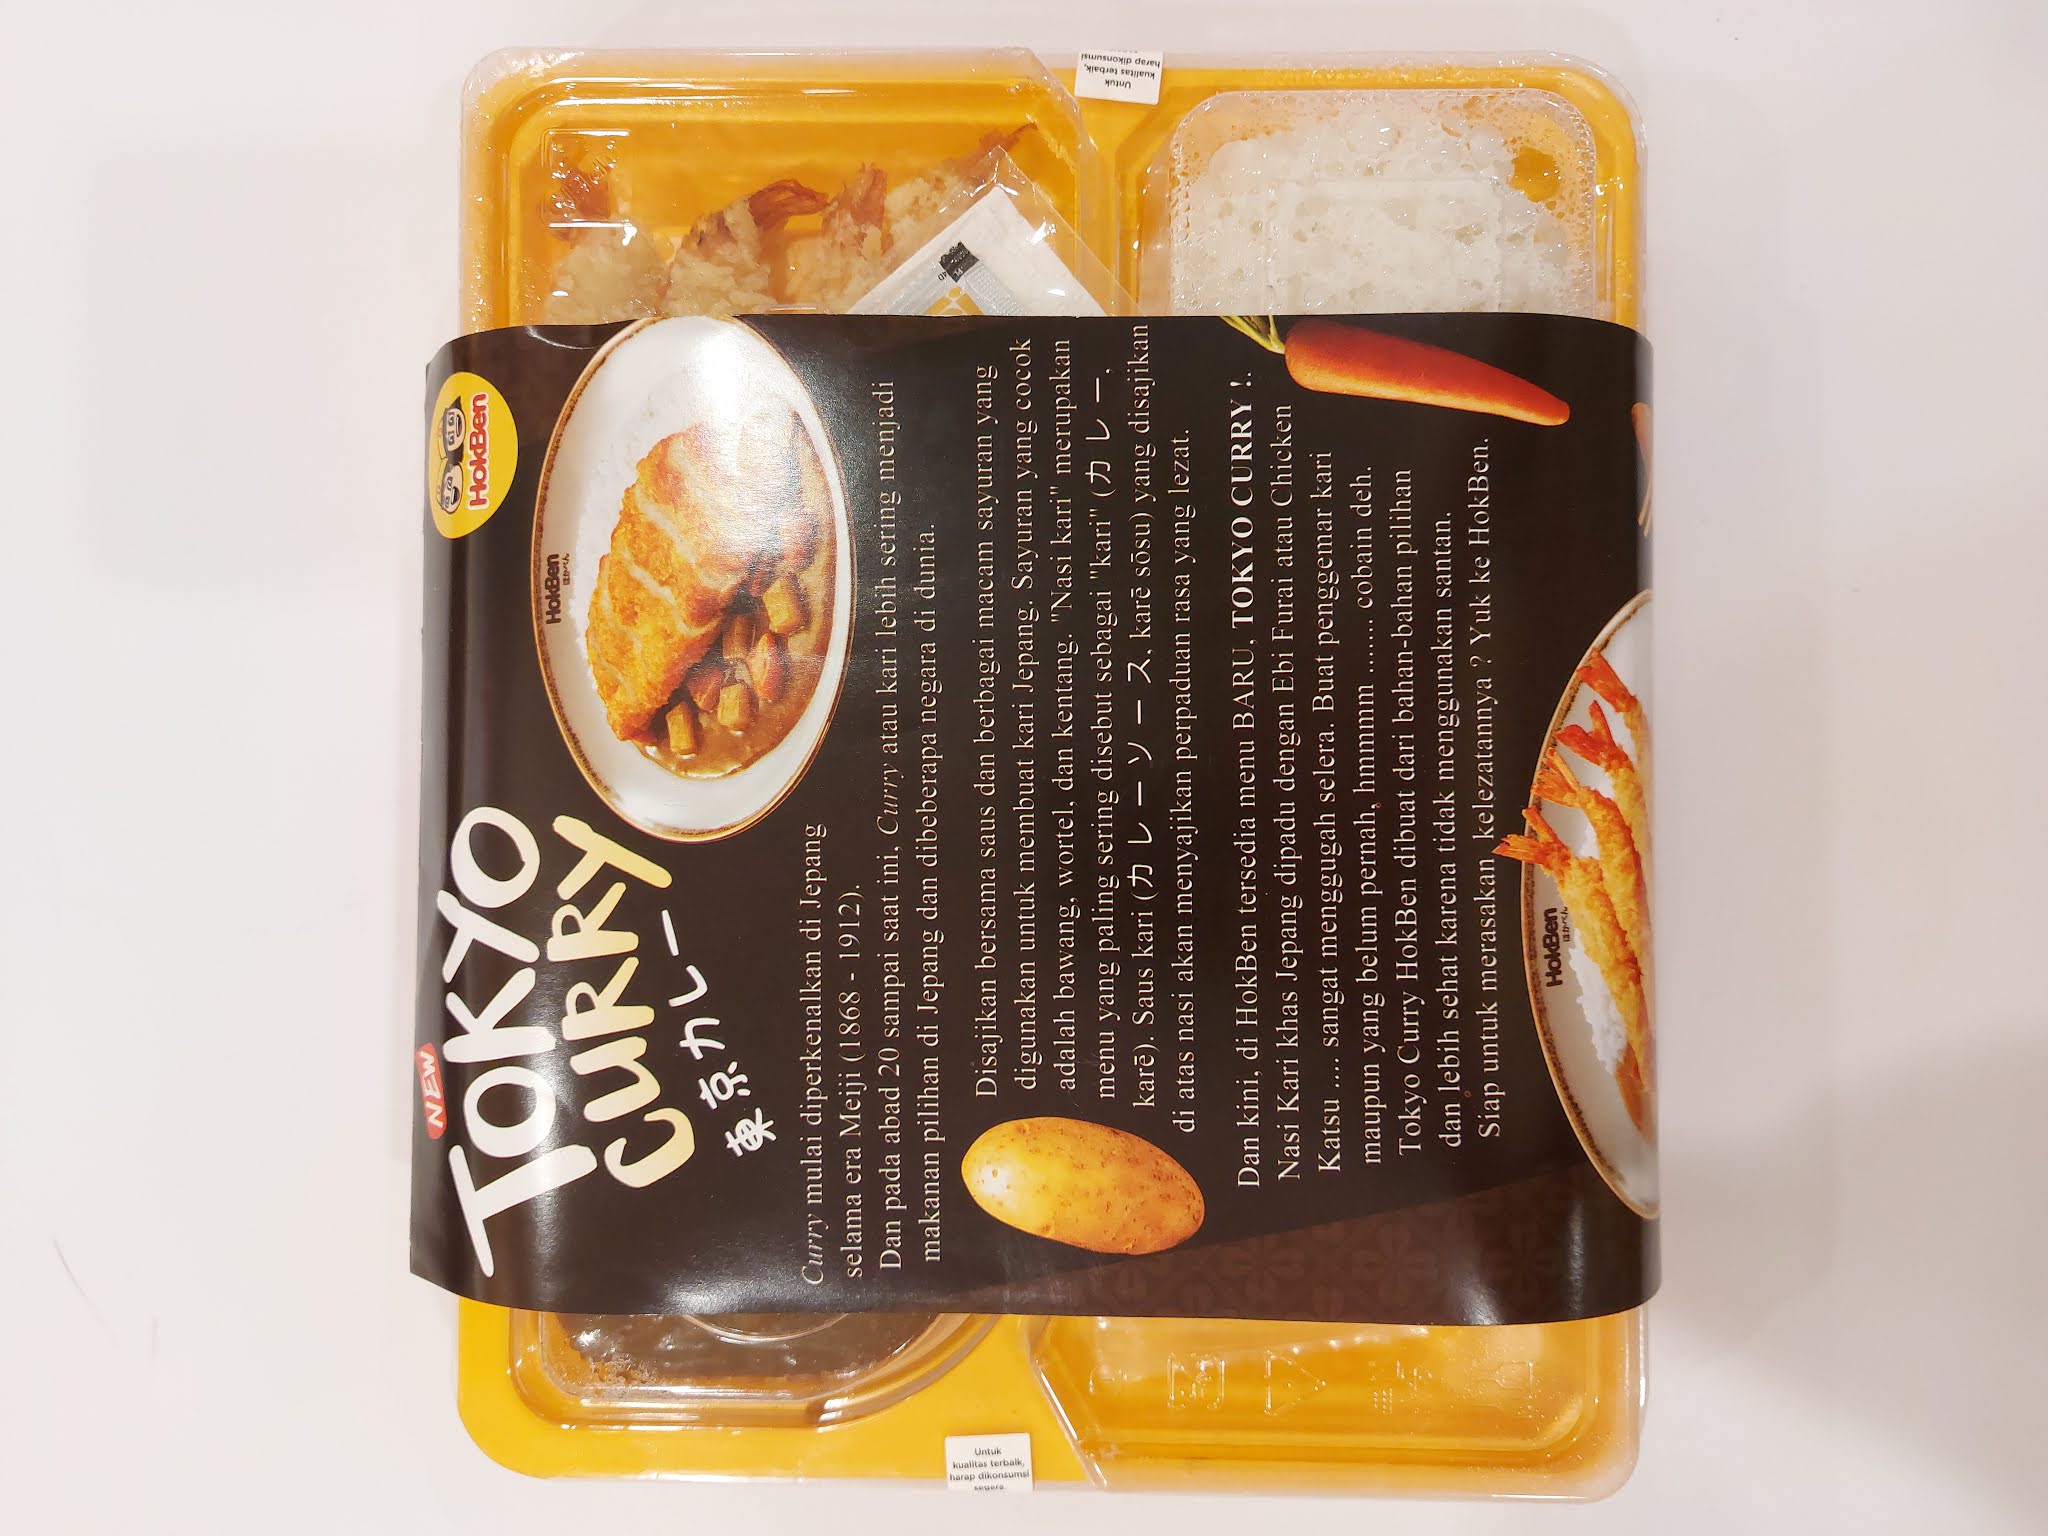 NEW
TOKYO
CURRY
東京カレー
HokBen
HokBen
ほかべん
Curry mulai diperkenalkan di Jepang
selama era Meiji (1868 - 1912).
Dan pada abad 20 sampai saat ini, Curry atau kari lebih sering menjadi
makanan pilihan di Jepang dan dibeberapa negara di dunia.
Disajikan bersama saus dan berbagai macam sayuran yang
digunakan untuk membuat kari Jepang. Sayuran yang cocok
adalah bawang, wortel, dan kentang. "Nasi kari" merupakan
menu yang paling sering disebut sebagai "kari" (カレー,
karē). Saus kari (カレーソース, karē sōsu) yang disajikan
di atas nasi akan menyajikan perpaduan rasa yang lezat.
Dan kini, di HokBen tersedia menu BARU, TOKYO CURRY !.
Nasi Kari khas Jepang dipadu dengan Ebi Furai atau Chicken
Katsu .... sangat menggugah selera. Buat penggemar kari
maupun yang belum pernah, hmmmm ....... cobain deh.
Tokyo Curry HokBen dibuat dari bahan-bahan pilihan
dan lebih sehat karena tidak menggunakan santan.
Siap untuk merasakan kelezatannya ? Yuk ke HokBen.
HokBen
ほかべん
Untuk
kualitas terbaik,
harap dikonsumsi
Untuk
kualitas terbaik,
harap dikonsumsi
segera